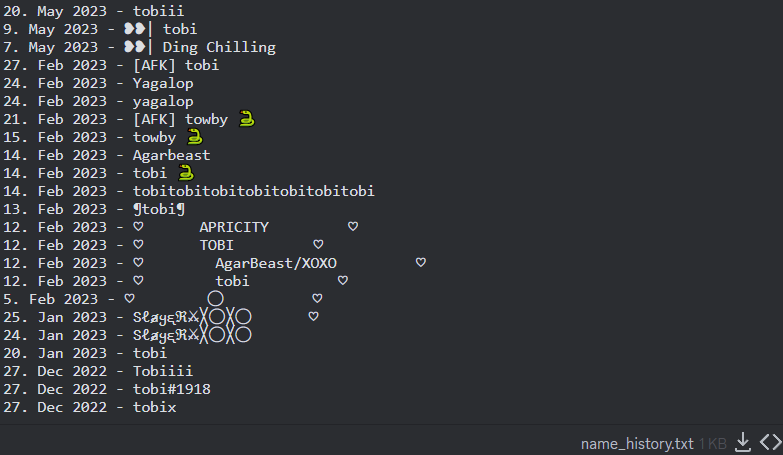 20. May 2023 - tobiii
9. May 2023 - ❥❥| tobi
7. May 2023 - ❥❥| Ding Chilling
27. Feb 2023 - [AFK] tobi
24. Feb 2023 - Yagalop
24. Feb 2023 - yagalop
21. Feb 2023 - [AFK] towby 🐍
15. Feb 2023 - towby 🐍
14. Feb 2023 - Agarbeast
14. Feb 2023 - tobi 🐍
14. Feb 2023 - tobitobitobitobitobitobitobi
13. Feb 2023 - ¶tobi¶
12. Feb 2023 - ♡ APRICITY ♡
12. Feb 2023 - ♡ TOBI ♡
12. Feb 2023 - ♡ AgarBeast/XOXO ♡
12. Feb 2023 - ♡ tobi ♡
5. Feb 2023 - ♡ ◯ ♡
25. Jan 2023 - Sℓⱥყξℜ⚔╳◯╳◯ ♡
24. Jan 2023 - Sℓⱥყξℜ⚔╳◯╳◯
20. Jan 2023 - tobi
27. Dec 2022 - Tobiiii
27. Dec 2022 - tobi#1918
27. Dec 2022 - tobix
name_history.txt 1 KB